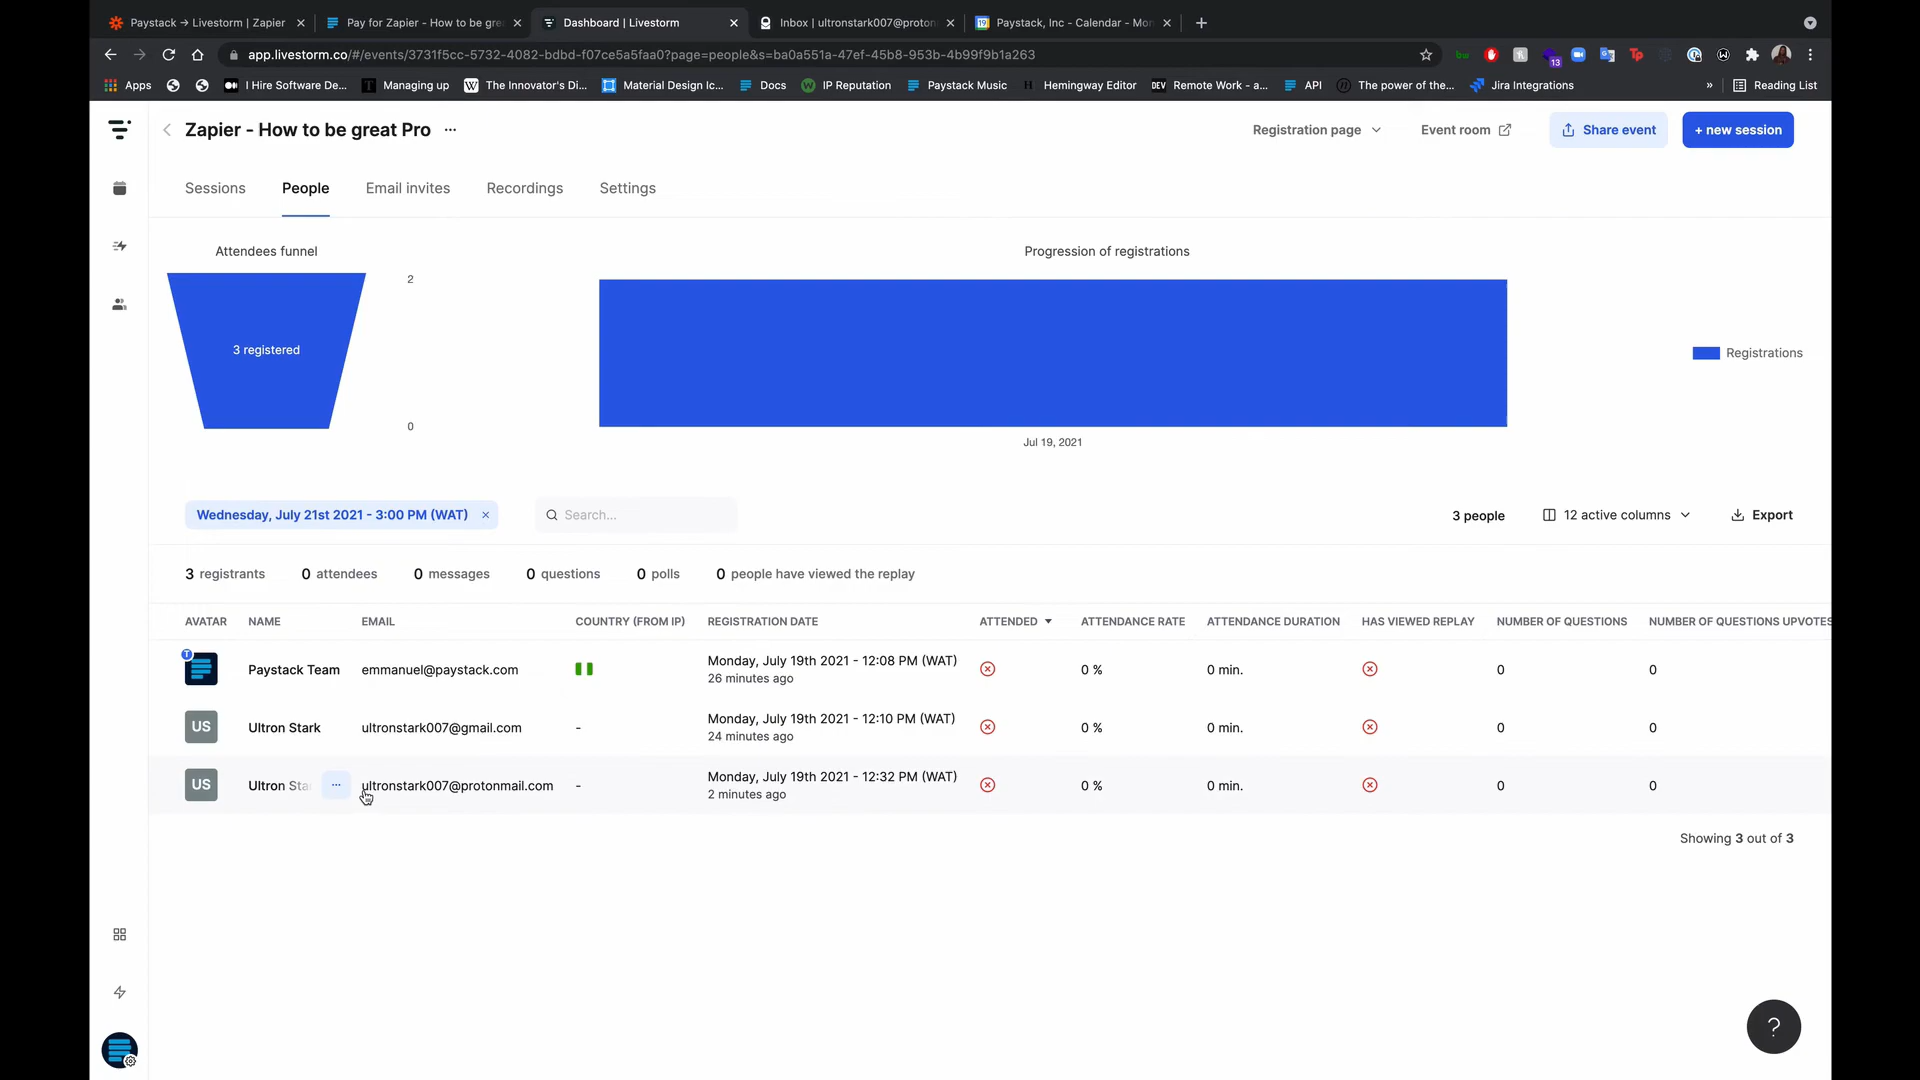 Paystack → Livestorm | Zapier
Pay for Zapier - How to be gre
Dashboard | Livestorm
Inbox | ultronstark007@proton
Paystack, Inc - Calendar - Mon
app.livestorm.co/#/events/3731f5cc-5732-4082-bdbd-f07ce5a5faa0?page=people&s=ba0a551a-47ef-45b8-953b-4b99f9b1a263
13
Apps
I Hire Software De...
Managing up
The Innovator's Di...
Material Design Ic...
Docs
IP Reputation
Paystack Music
Hemingway Editor
Remote Work - a...
API
The power of the...
Jira Integrations
»
Reading List
Zapier - How to be great Pro ···
Registration page
Event room
Share event
+ new session
Sessions
People
Email invites
Recordings
Settings
Attendees funnel
3 registered
Progression of registrations
2
0
Jul 19, 2021
Registrations
Wednesday, July 21st 2021 - 3:00 PM (WAT) ×
Search...
3 people
12 active columns
Export
3 registrants
0 attendees
0 messages
0 questions
0 polls
0 people have viewed the replay
AVATAR NAME EMAIL COUNTRY (FROM IP) REGISTRATION DATE ATTENDED ATTENDANCE RATE ATTENDANCE DURATION HAS VIEWED REPLAY NUMBER OF QUESTIONS NUMBER OF QUESTIONS UPVOTES
T Paystack Team emmanuel@paystack.com Monday, July 19th 2021 - 12:08 PM (WAT) 0 % 0 min. 0 0
26 minutes ago
US Ultron Stark ultronstark007@gmail.com - Monday, July 19th 2021 - 12:10 PM (WAT) 0 % 0 min. 0 0
24 minutes ago
US Ultron Sta ··· ultronstark007@protonmail.com - Monday, July 19th 2021 - 12:32 PM (WAT) 0 % 0 min. 0 0
2 minutes ago
Showing 3 out of 3
?